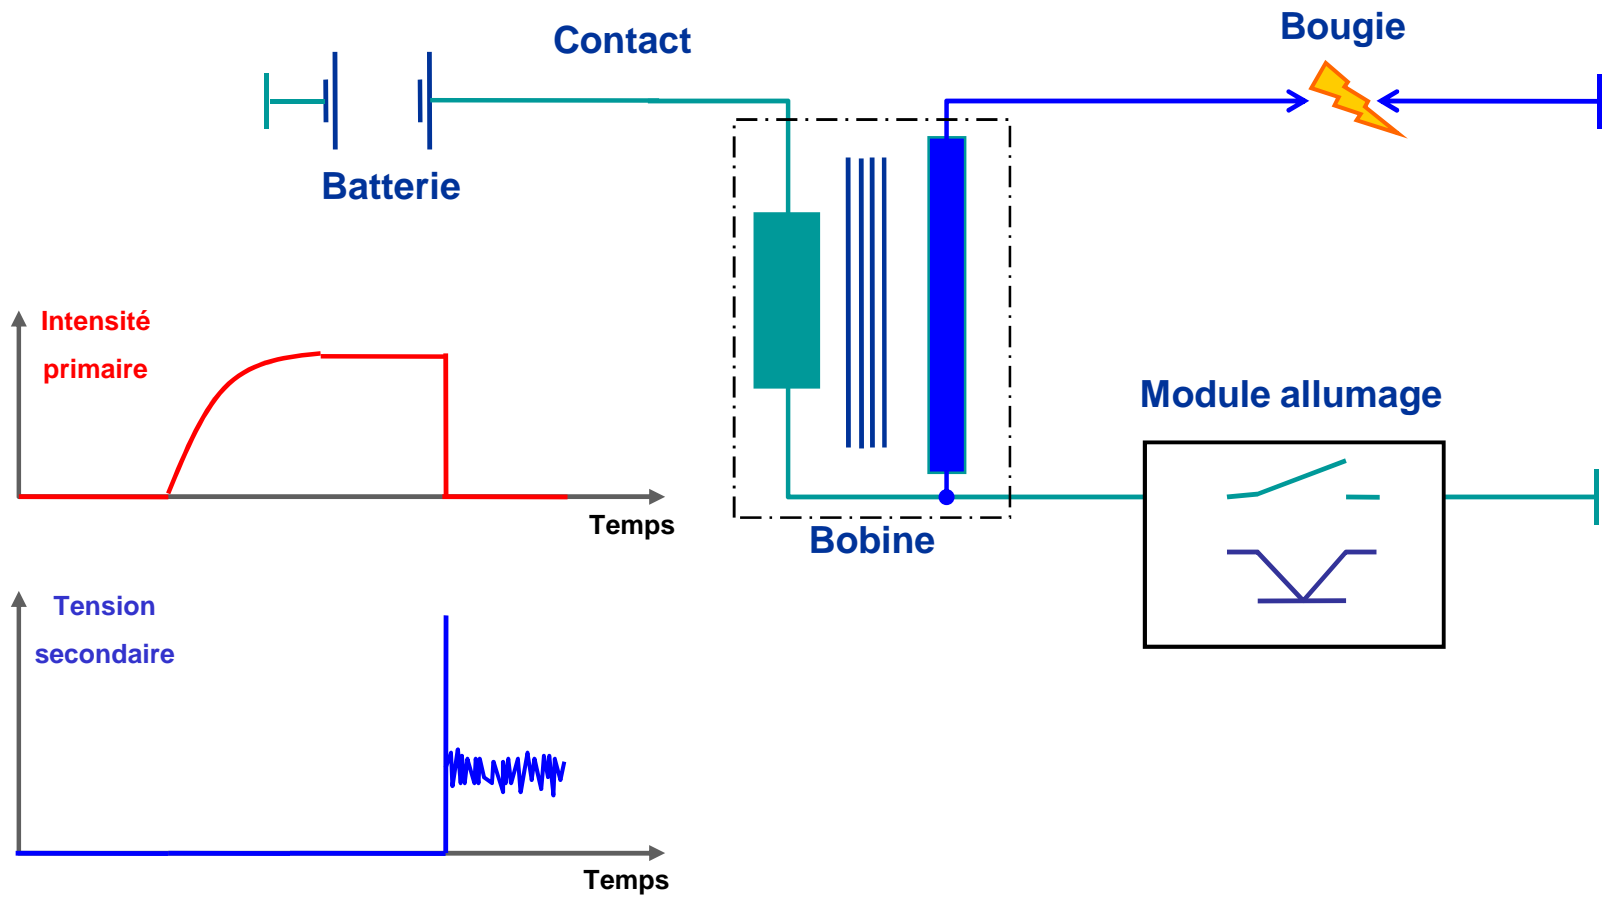 Contact
Bougie
Batterie
Intensité
primaire
Temps
Module allumage
Bobine
Tension
secondaire
Temps